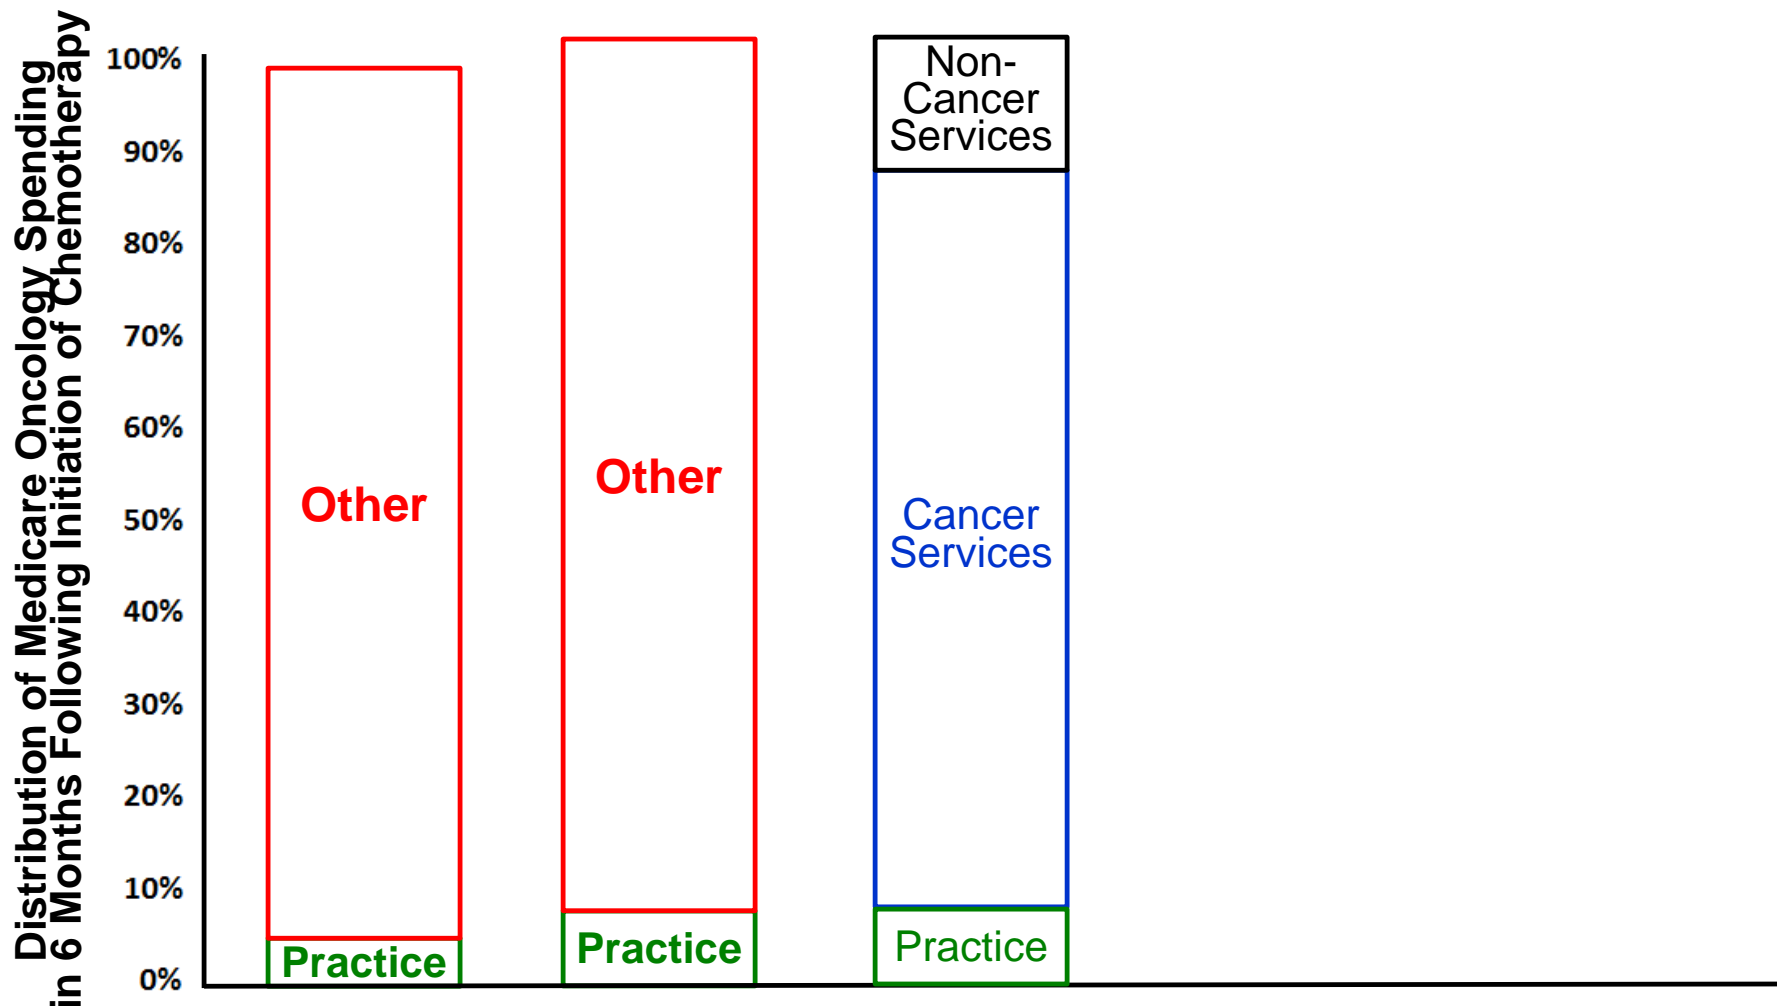 Distribution of Medicare Oncology Spending
in 6 Months Following Initiation of Chemotherapy
100%
90%
80%
70%
60%
50%
40%
30%
20%
10%
0%
Other
Practice
Other
Practice
Non-
Cancer
Services
Cancer
Services
Practice